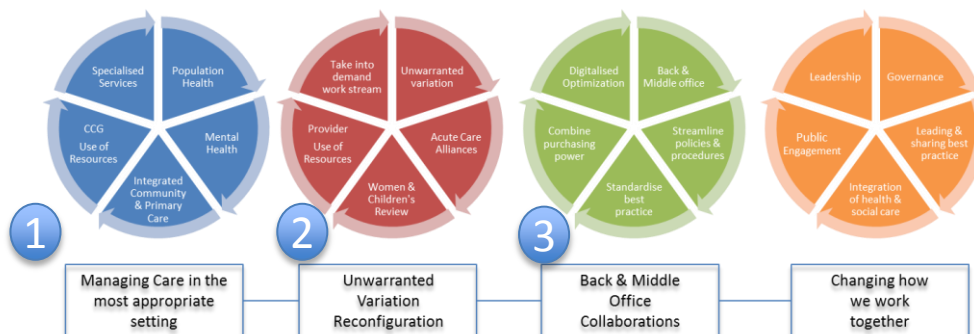 Specialised
Services
Population
Health
Mental
Health
Integrated
Community
& Primary
Care
CCG
Use of
Resources
1
Take into
demand
work stream
Unwarranted
variation
Acute Care
Alliances
Women &
Children's
Review
Provider
Use of
Resources
2
Digitalised
Optimization
Back &
Middle office
Streamline
policies &
procedures
Standardise
best
practice
Combine
purchasing
power
3
Leadership
Governance
Leading &
sharing best
practice
Integration
of health &
social care
Public
Engagement
Managing Care in the
most appropriate
setting
Unwarranted
Variation
Reconfiguration
Back & Middle
Office
Collaborations
Changing how
we work
together